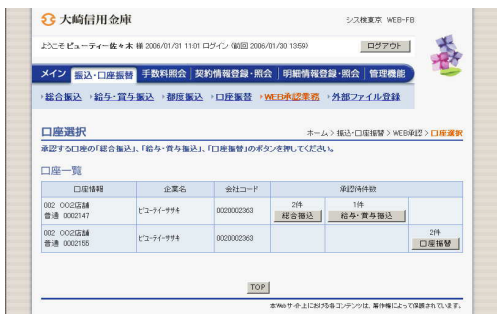 大崎信用金庫
シス検東京 WEB-FB
ようこそ ビューティー佐々木 様 2006/01/31 11:01 ログイン (前回 2006/01/30 13:59)
ログアウト
メイン 振込・口座振替 手数料照会 契約情報登録・照会 明細情報登録・照会 管理機能
総合振込 給与・賞与振込 都度振込 口座振替 WEB承認業務 外部ファイル登録
口座選択
ホーム > 振込・口座振替 > WEB承認 > 口座選択
承認する口座の「総合振込」、「給与・賞与振込」、「口座振替」のボタンを押してください。
口座一覧
口座情報 企業名 会社コード 承認待件数
002 002店舗
普通 0002147
ビューティーササキ
0020002363
2件
総合振込
1件
給与・賞与振込
002 002店舗
普通 0002155
ビューティーササキ
0020002363
2件
口座振替
TOP
本Webサイト上における各コンテンツは、著作権によって保護されています。